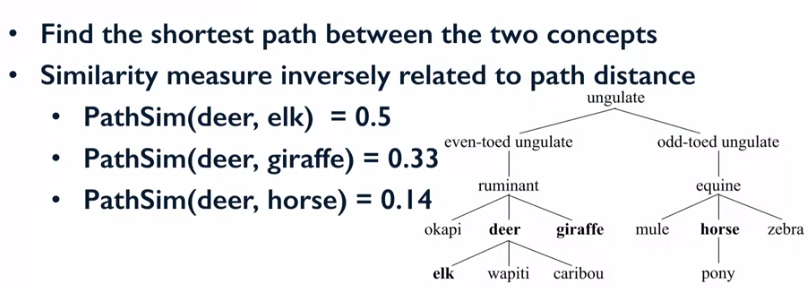 • Find the shortest path between the two concepts
• Similarity measure inversely related to path distance
• PathSim(deer, elk) = 0.5
• PathSim(deer, giraffe) = 0.33
• PathSim(deer, horse) = 0.14
ungulate
even-toed ungulate odd-toed ungulate
ruminant equine
okapi deer giraffe mule horse zebra
elk wapiti caribou pony